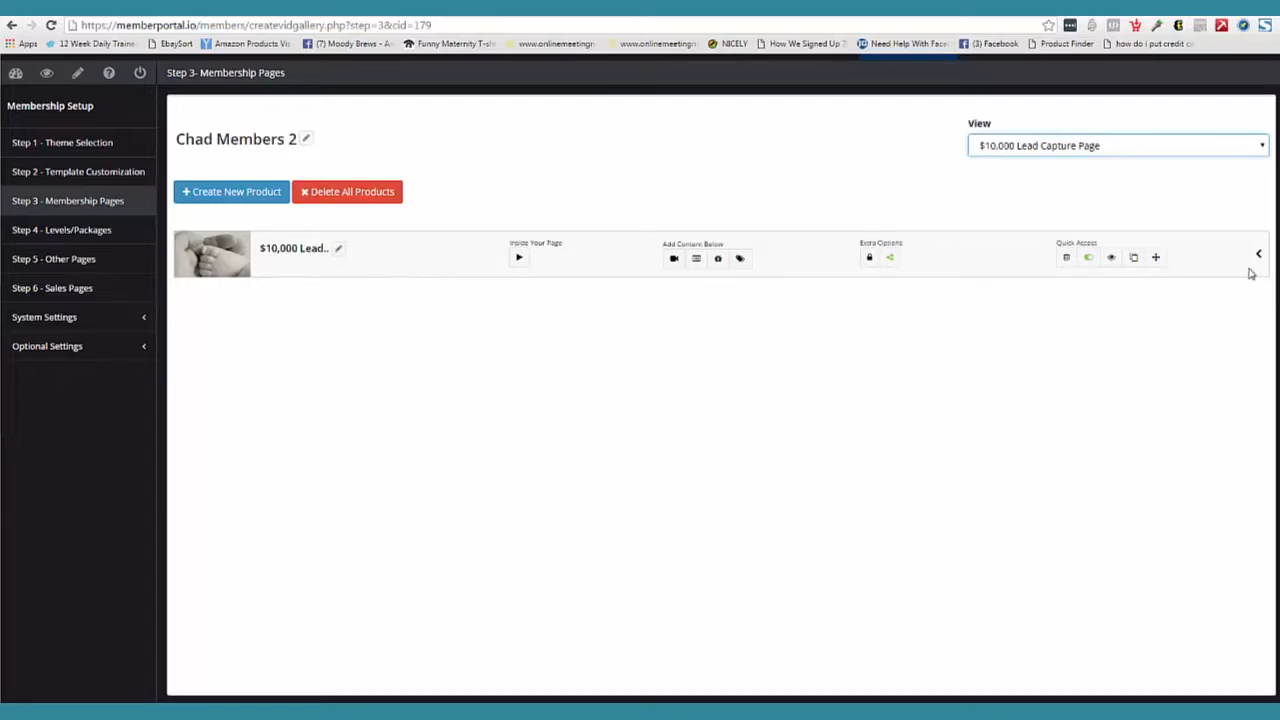 https://memberportal.io/members/createvidgallery.php?step=3&cid=179
Apps 12 Week Daily Traine EbaySort Amazon Products Vi (7) Moody Brews - A Funny Maternity T-sh www.onlinemeetingn www.onlinemeetingn NICELY How We Signed Up 7 Need Help With Face (3) Facebook Product Finder how do i put credit c
Step 3- Membership Pages
Membership Setup
Step 1 - Theme Selection
Step 2 - Template Customization
Step 3 - Membership Pages
Step 4 - Levels/Packages
Step 5 - Other Pages
Step 6 - Sales Pages
System Settings
Optional Settings
Chad Members 2
View
$10,000 Lead Capture Page
+ Create New Product
✖ Delete All Products
$10,000 Lead..
Inside Your Page
Add Content Below
Extra Options
Quick Access